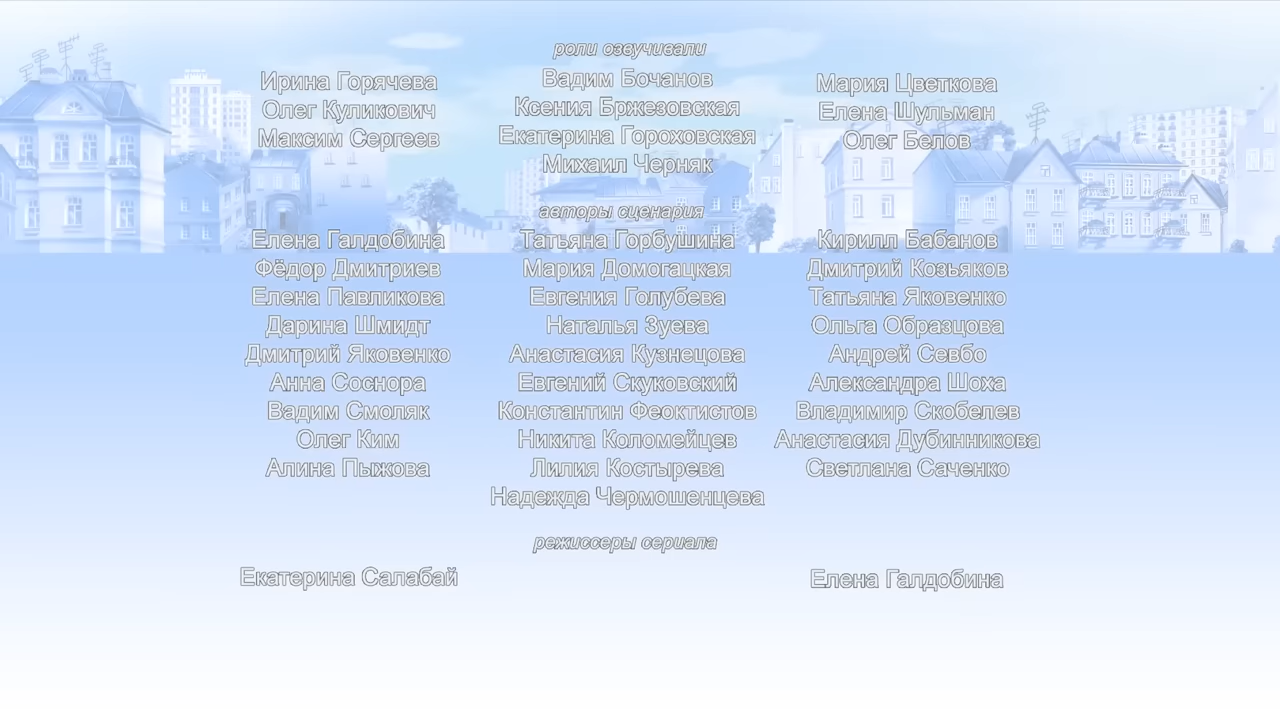 роли озвучивали
Ирина Горячева Вадим Бочанов Мария Цветкова
Олег Куликович Ксения Бржезовская Елена Шульман
Максим Сергеев Екатерина Гороховская Олег Белов
Михаил Черняк
авторы сценария
Елена Галдобина Татьяна Горбушина Кирилл Бабанов
Фёдор Дмитриев Мария Домогацкая Дмитрий Козьяков
Елена Павликова Евгения Голубева Татьяна Яковенко
Дарина Шмидт Наталья Зуева Ольга Образцова
Дмитрий Яковенко Анастасия Кузнецова Андрей Севбо
Анна Соснора Евгений Скуковский Александра Шоха
Вадим Смоляк Константин Феоктистов Владимир Скобелев
Олег Ким Никита Коломейцев Анастасия Дубинникова
Алина Пыжова Лилия Костырева Светлана Саченко
Надежда Чермошенцева
режиссеры сериала
Екатерина Салабай Елена Галдобина